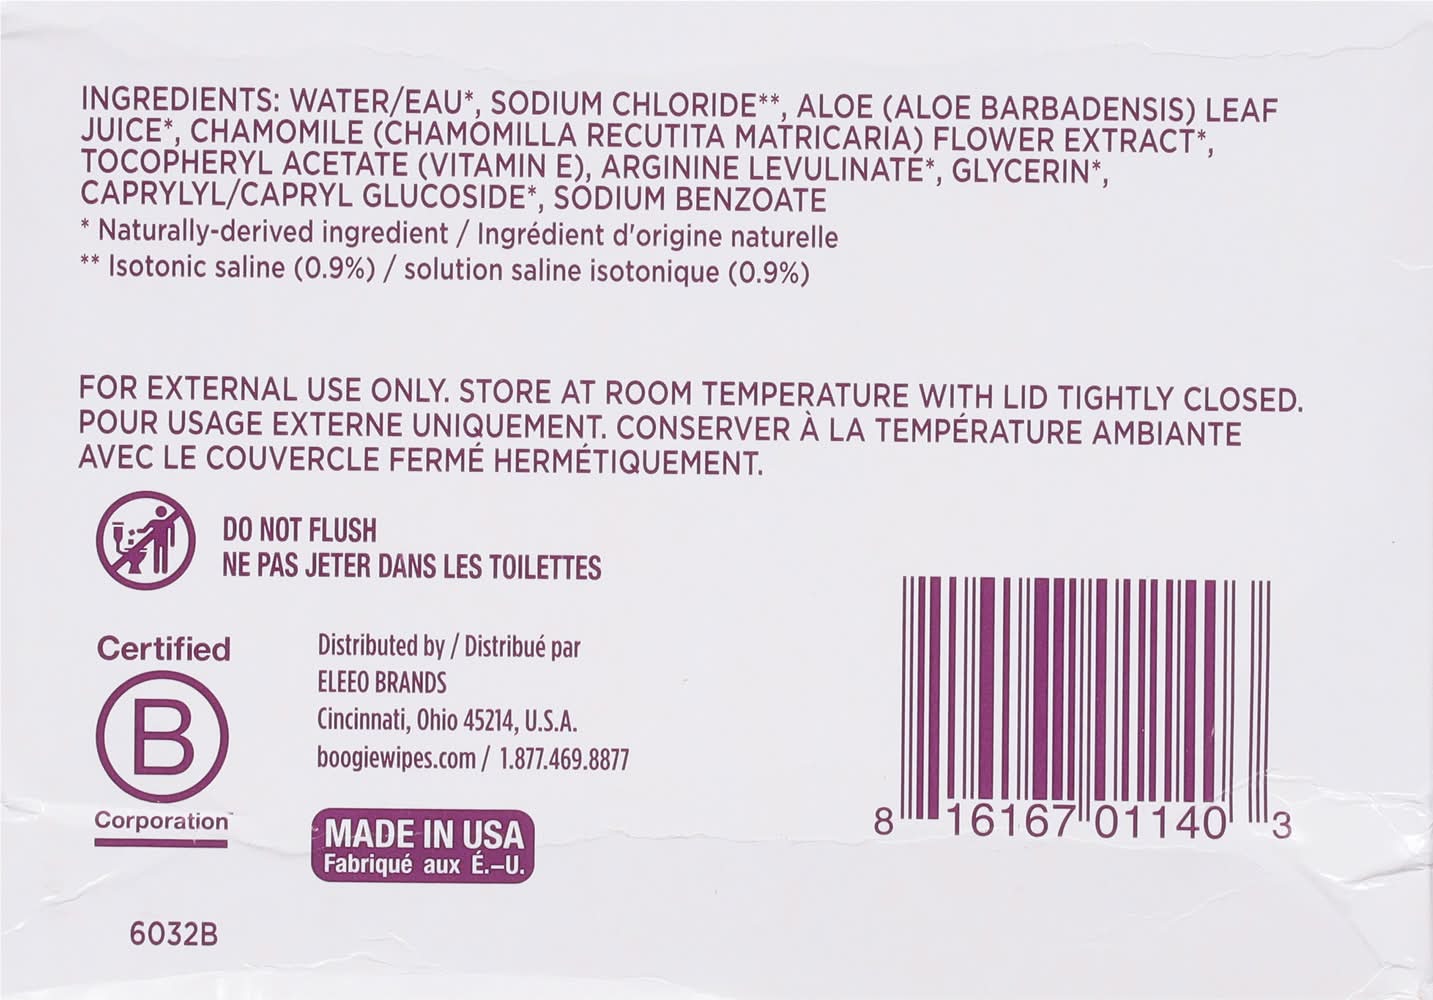 INGREDIENTS: WATER/EAU*, SODIUM CHLORIDE**, ALOE (ALOE BARBADENSIS) LEAF
JUICE*, CHAMOMILE (CHAMOMILLA RECUTITA MATRICARIA) FLOWER EXTRACT*,
TOCOPHERYL ACETATE (VITAMIN E), ARGININE LEVULINATE*, GLYCERIN*,
CAPRYLYL/CAPRYL GLUCOSIDE*, SODIUM BENZOATE
* Naturally-derived ingredient / Ingrédient d'origine naturelle
** Isotonic saline (0.9%) / solution saline isotonique (0.9%)
FOR EXTERNAL USE ONLY. STORE AT ROOM TEMPERATURE WITH LID TIGHTLY CLOSED.
POUR USAGE EXTERNE UNIQUEMENT. CONSERVER À LA TEMPÉRATURE AMBIANTE
AVEC LE COUVERCLE FERMÉ HERMÉTIQUEMENT.
DO NOT FLUSH
NE PAS JETER DANS LES TOILETTES
Certified
B
Corporation™
Distributed by / Distribué par
ELEEO BRANDS
Cincinnati, Ohio 45214, U.S.A.
boogiewipes.com / 1.877.469.8877
MADE IN USA
Fabriqué aux É.–U.
6032B
8 16167 01140 3